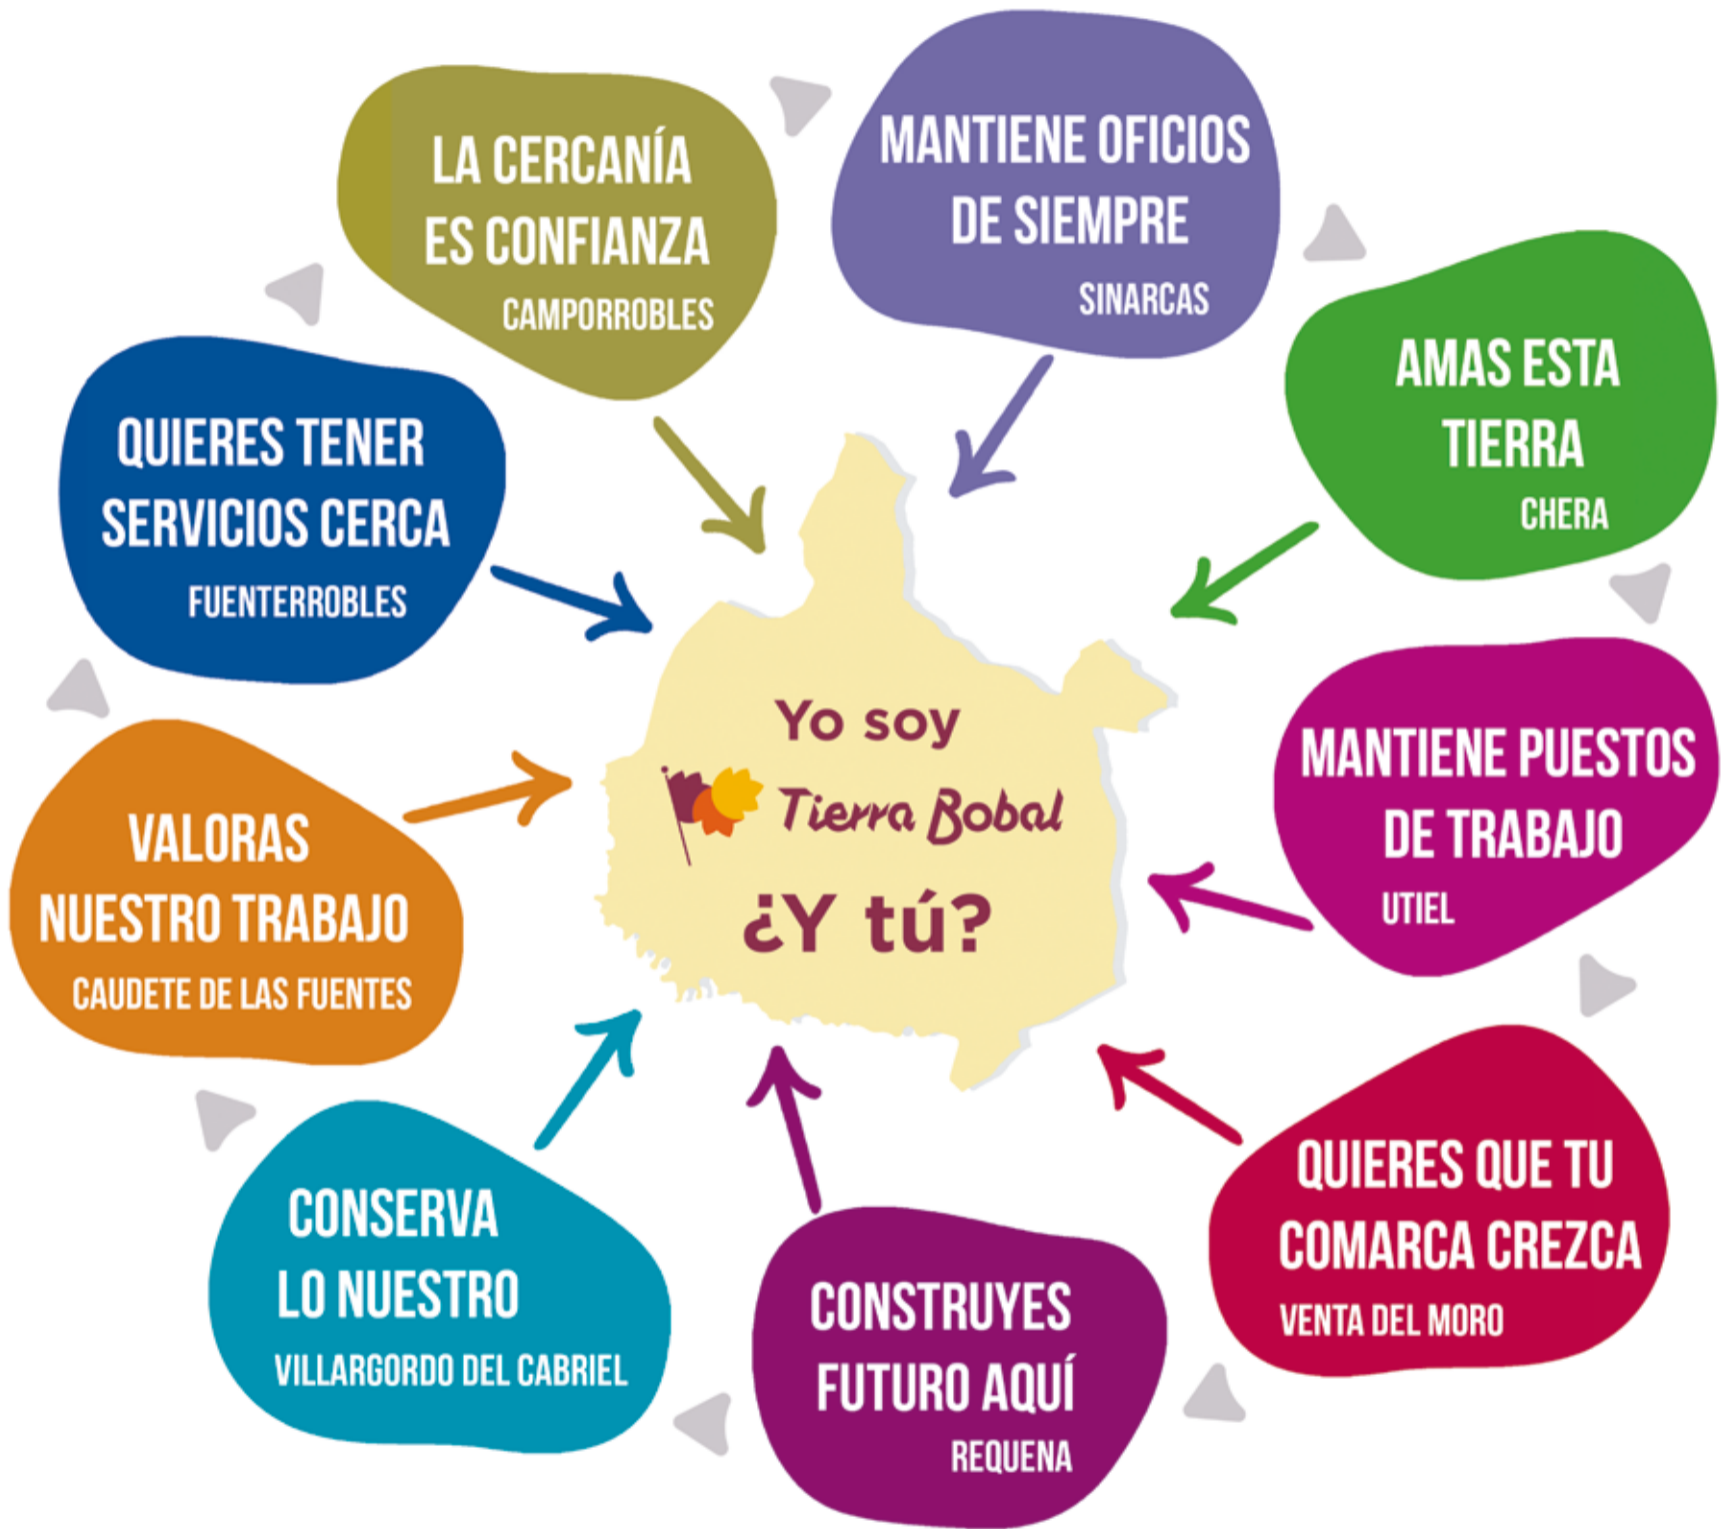 LA CERCANÍA
ES CONFIANZA
CAMPORROBLES
MANTIENE OFICIOS
DE SIEMPRE
SINARCAS
AMAS ESTA
TIERRA
CHERA
MANTIENE PUESTOS
DE TRABAJO
UTIEL
QUIERES QUE TU
COMARCA CREZCA
VENTA DEL MORO
CONSTRUYES
FUTURO AQUÍ
REQUENA
CONSERVA
LO NUESTRO
VILLARGORDO DEL CABRIEL
VALORAS
NUESTRO TRABAJO
CAUDETE DE LAS FUENTES
QUIERES TENER
SERVICIOS CERCA
FUENTERROBLES
Yo soy
Tierra Bobal
¿Y tú?